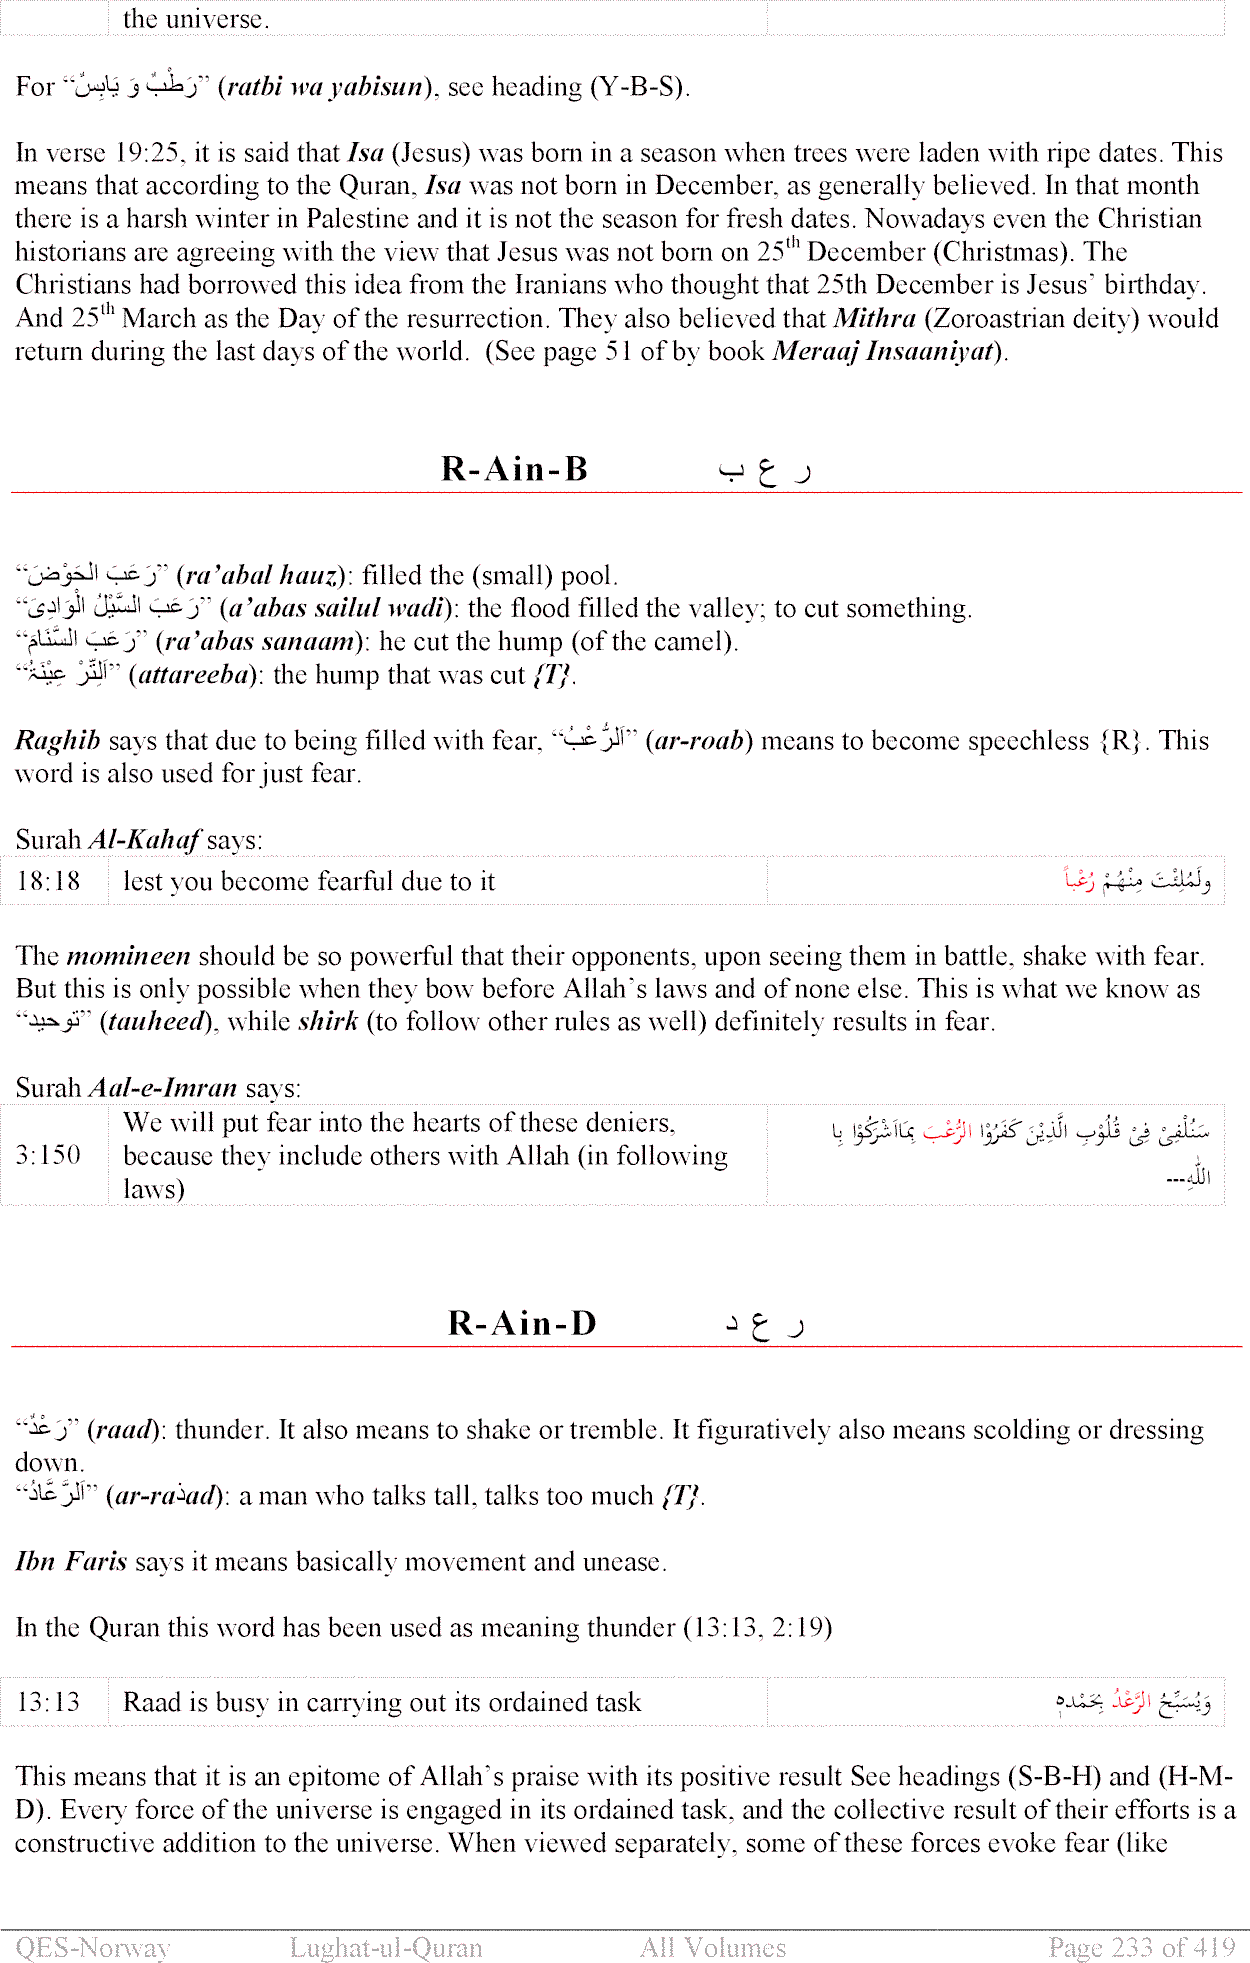 the universe.
For “رَطْبٌ وَ يَابِسٌ” (ratbi wa yabisun), see heading (Y-B-S).
In verse 19:25, it is said that Isa (Jesus) was born in a season when trees were laden with ripe dates. This
means that according to the Quran, Isa was not born in December, as generally believed. In that month
there is a harsh winter in Palestine and it is not the season for fresh dates. Nowadays even the Christian
historians are agreeing with the view that Jesus was not born on 25th December (Christmas). The
Christians had borrowed this idea from the Iranians who thought that 25th December is Jesus’ birthday.
And 25th March as the Day of the resurrection. They also believed that Mithra (Zoroastrian deity) would
return during the last days of the world. (See page 51 of by book Meraaj Insaaniyat).
R-Ain-B ر ع ب
“رَعَبَ الْحَوْضَ” (ra’abal hauz): filled the (small) pool.
“رَعَبَ السَّيْلُ الْوَادِیَ” (a’abas sailul wadi): the flood filled the valley; to cut something.
“رَعَبَ السَّنَامَ” (ra’abas sanaam): he cut the hump (of the camel).
“اَلتِّرْ عِيْبَۃُ” (attareeba): the hump that was cut {T}.
Raghib says that due to being filled with fear, “اَلرُّعْبُ” (ar-roab) means to become speechless {R}. This
word is also used for just fear.
Surah Al-Kahaf says:
18:18 lest you become fearful due to it ولَمُلِئْتَ مِنْهُمْ رُعْباً
The momineen should be so powerful that their opponents, upon seeing them in battle, shake with fear.
But this is only possible when they bow before Allah’s laws and of none else. This is what we know as
“توحيد” (tauheed), while shirk (to follow other rules as well) definitely results in fear.
Surah Aal-e-Imran says:
3:150 We will put fear into the hearts of these deniers,
because they include others with Allah (in following
laws)
سَنُلْقِیْ فِیْ قُلُوْبِ الَّذِيْنَ كَفَرُوْا الرُّعْبَ بِمَااَشْرَكُوْا بِا
اللّٰهِ---
R-Ain-D ر ع د
“رَعْدٌ” (raad): thunder. It also means to shake or tremble. It figuratively also means scolding or dressing
down.
“اَلرَّعَّادُ” (ar-raذad): a man who talks tall, talks too much {T}.
Ibn Faris says it means basically movement and unease.
In the Quran this word has been used as meaning thunder (13:13, 2:19)
13:13 Raad is busy in carrying out its ordained task وَيُسَبِّحُ الرَّعْدُ بِحَمْدِهٖ
This means that it is an epitome of Allah’s praise with its positive result See headings (S-B-H) and (H-M-
D). Every force of the universe is engaged in its ordained task, and the collective result of their efforts is a
constructive addition to the universe. When viewed separately, some of these forces evoke fear (like
QES-Norway Lughat-ul-Quran All Volumes Page 233 of 419